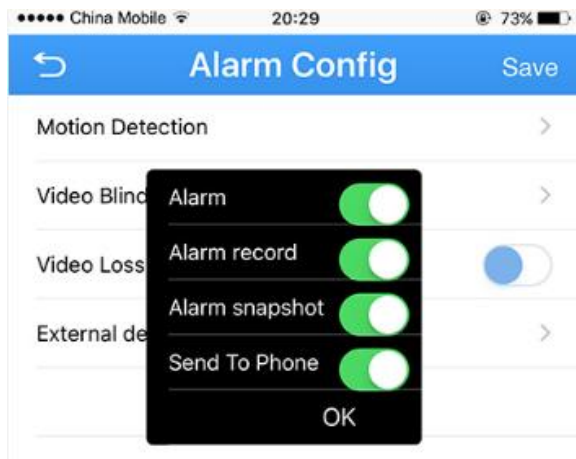 China Mobile 20:29 73%
Alarm Config Save
Motion Detection
Video Blind
Video Loss
External de
Alarm
Alarm record
Alarm snapshot
Send To Phone
OK